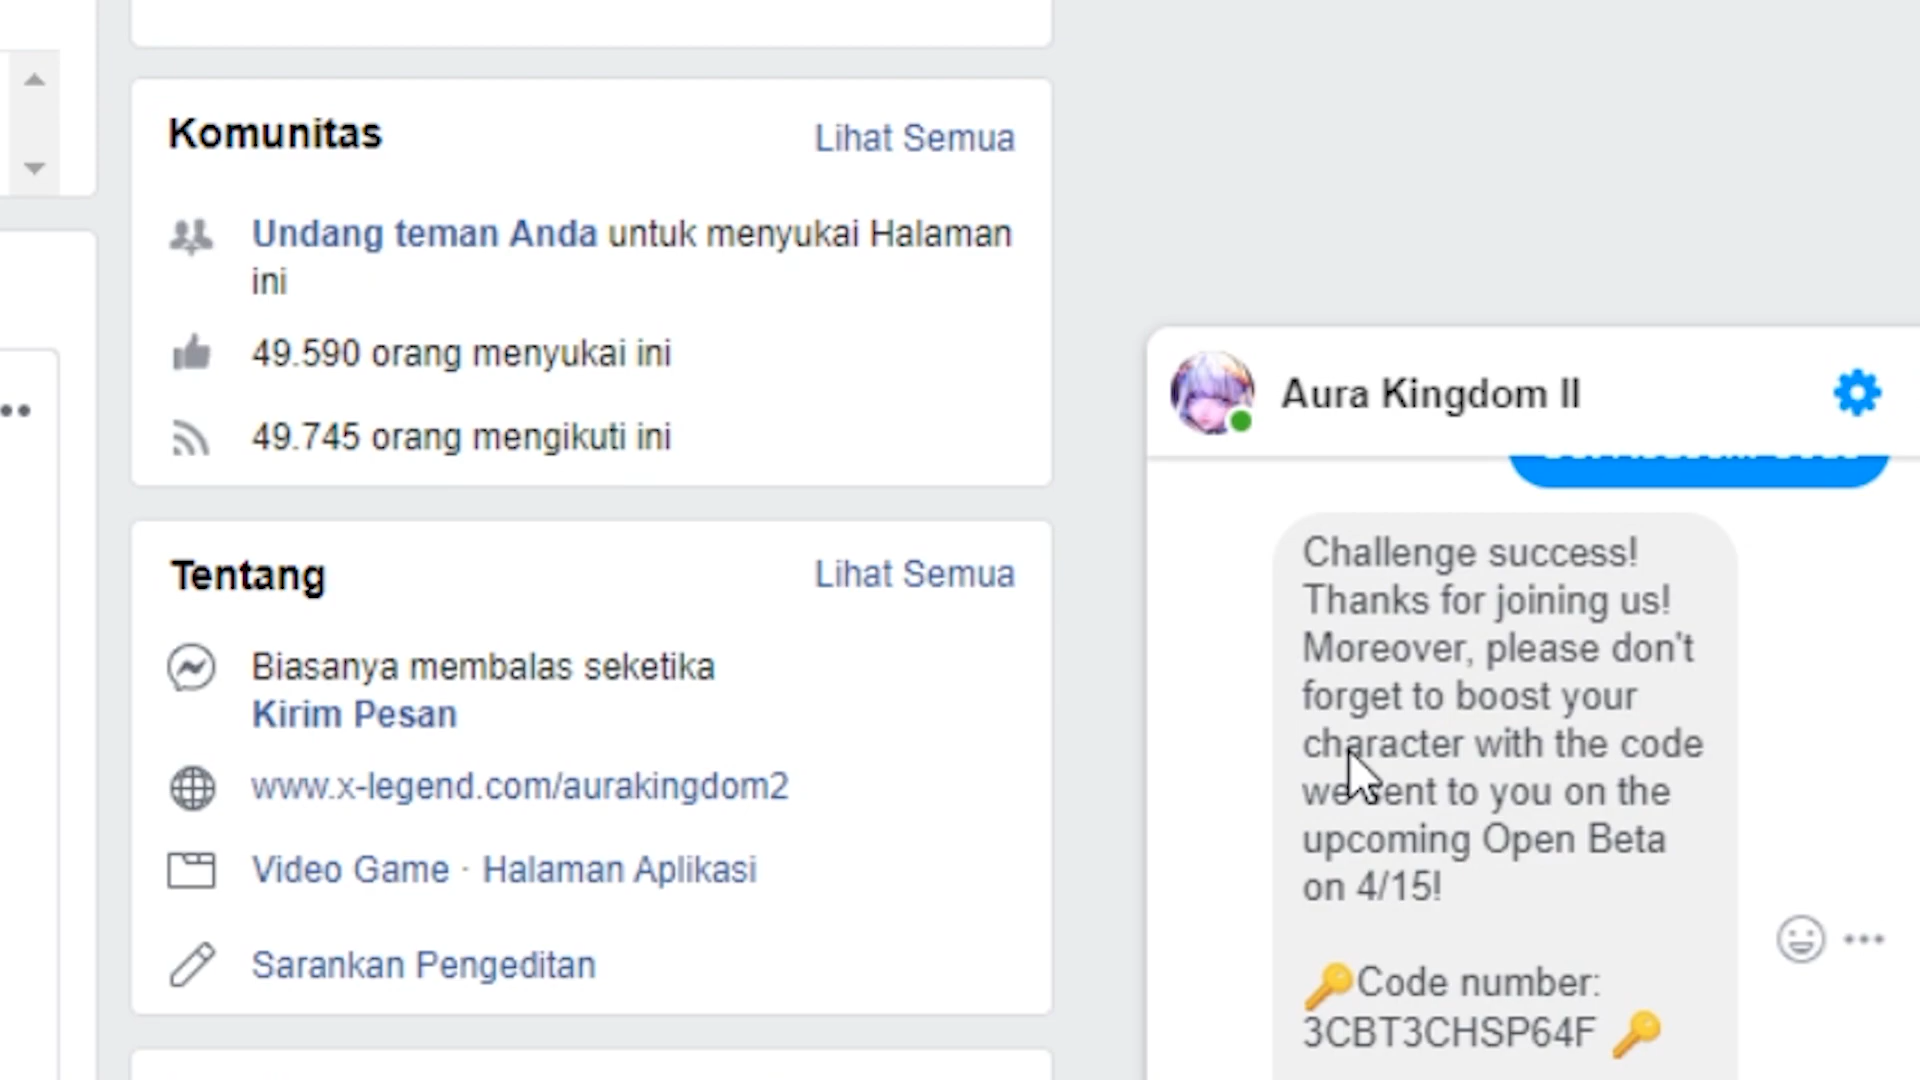 Komunitas
Lihat Semua
Undang teman Anda untuk menyukai Halaman
ini
49.590 orang menyukai ini
49.745 orang mengikuti ini
Tentang
Lihat Semua
Biasanya membalas seketika
Kirim Pesan
www.x-legend.com/aurakingdom2
Video Game · Halaman Aplikasi
Sarankan Pengeditan
Aura Kingdom II
Challenge success!
Thanks for joining us!
Moreover, please don't
forget to boost your
character with the code
we sent to you on the
upcoming Open Beta
on 4/15!
🔑Code number:
3CBT3CHSP64F 🔑